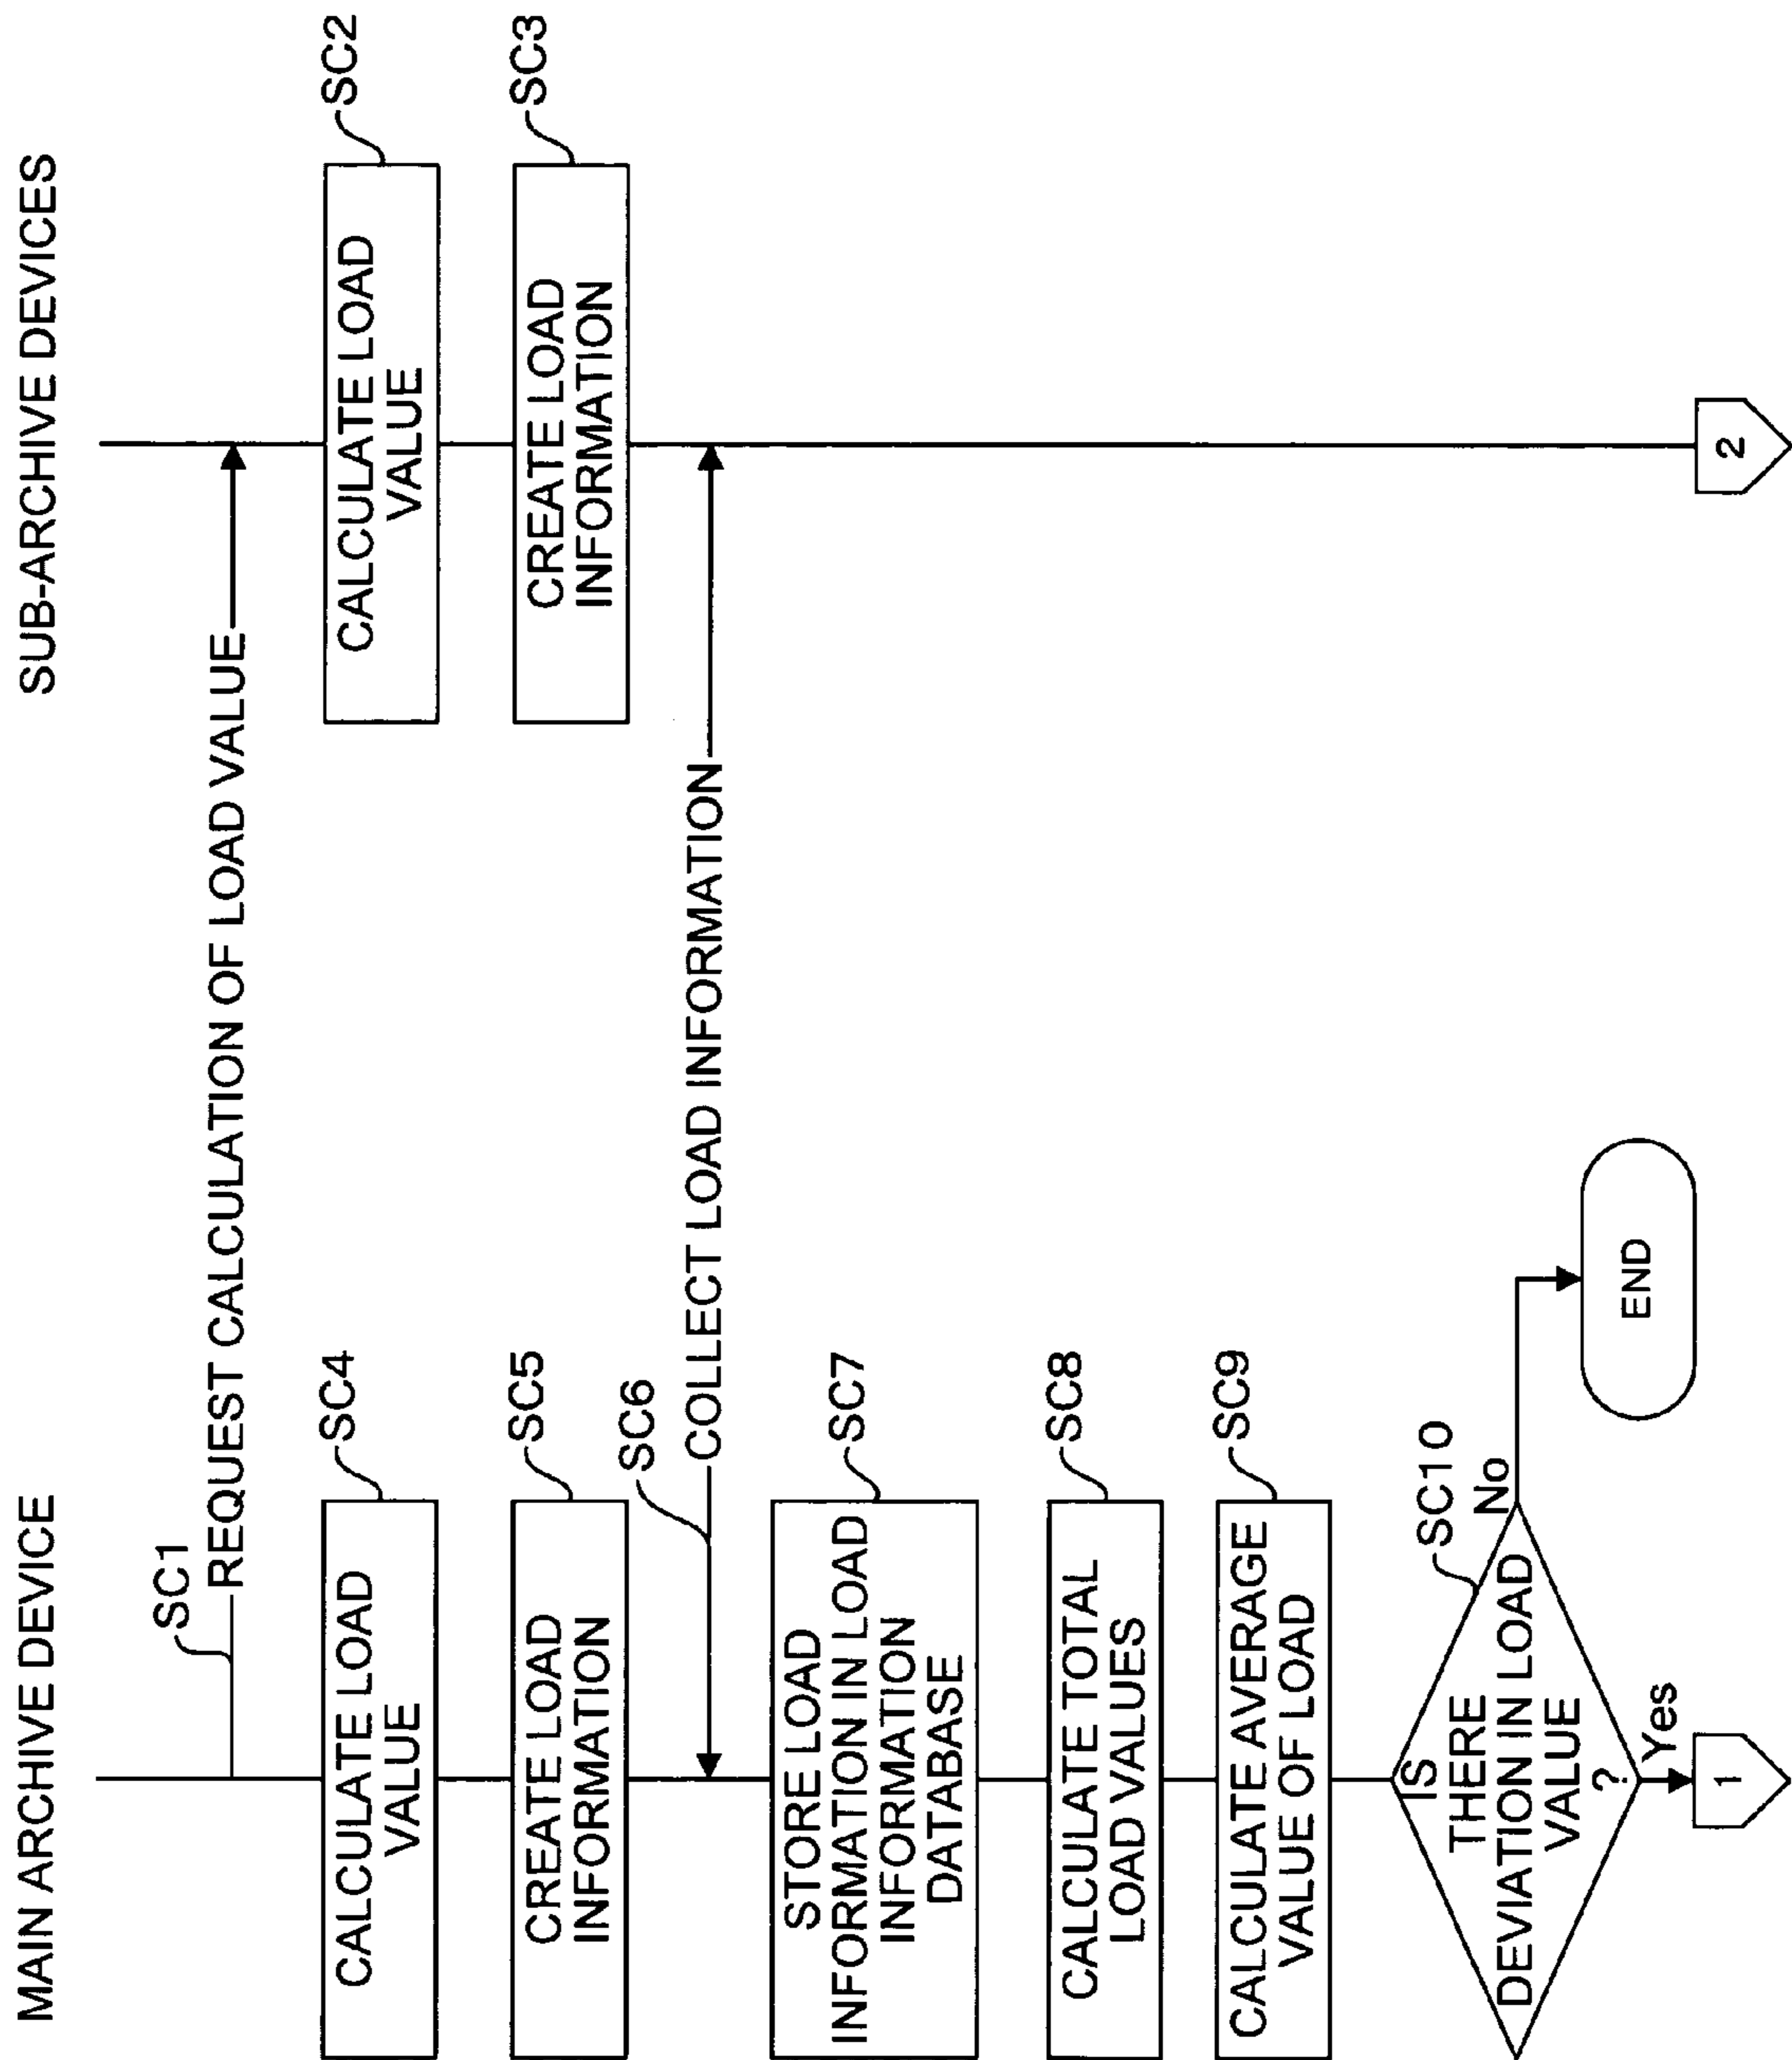 MAIN ARCHIVE DEVICE
SUB-ARCHIVE DEVICES
SC1
REQUEST CALCULATION OF LOAD VALUE
CALCULATE LOAD
VALUE
SC4
CALCULATE LOAD
VALUE
SC2
CREATE LOAD
INFORMATION
SC5
CREATE LOAD
INFORMATION
SC3
SC6
COLLECT LOAD INFORMATION
STORE LOAD
INFORMATION IN LOAD
INFORMATION
DATABASE
SC7
CALCULATE TOTAL
LOAD VALUES
SC8
CALCULATE AVERAGE
VALUE OF LOAD
SC9
IS
THERE
DEVIATION IN LOAD
VALUE
?
SC10
No
END
Yes
1
2